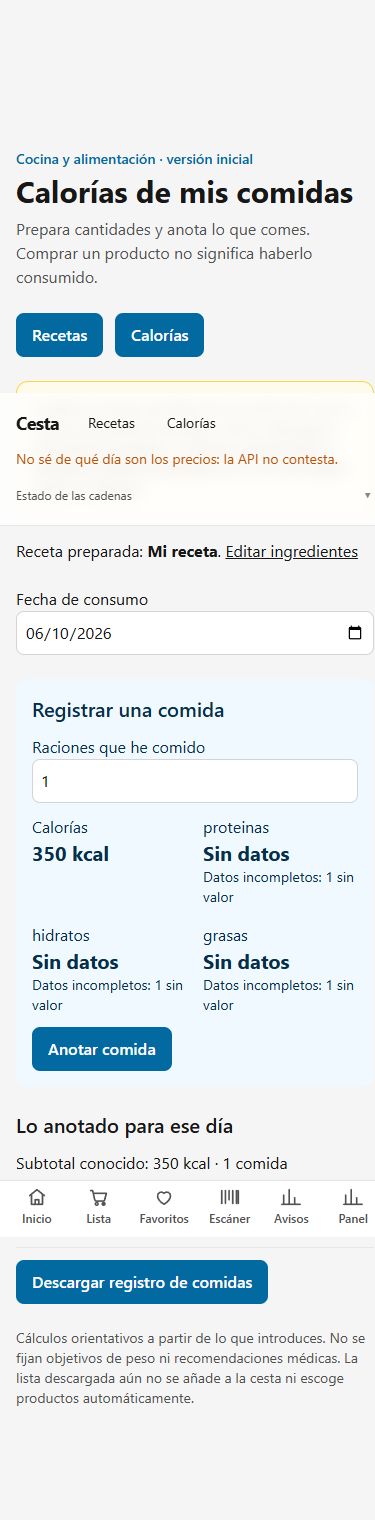 Cocina y alimentación · versión inicial
Calorías de mis comidas
Prepara cantidades y anota lo que comes.
Comprar un producto no significa haberlo
consumido.
Recetas Calorías
Cesta Recetas Calorías
No sé de qué día son los precios: la API no contesta.
Estado de las cadenas
Receta preparada: Mi receta. Editar ingredientes
Fecha de consumo
06/10/2026
Registrar una comida
Raciones que he comido
1
Calorías proteinas
350 kcal Sin datos
Datos incompletos: 1 sin
valor
hidratos grasas
Sin datos Sin datos
Datos incompletos: 1 sin Datos incompletos: 1 sin
valor valor
Anotar comida
Lo anotado para ese día
Subtotal conocido: 350 kcal · 1 comida
Inicio Lista Favoritos Escáner Avisos Panel
Descargar registro de comidas
Cálculos orientativos a partir de lo que introduces. No se
fijan objetivos de peso ni recomendaciones médicas. La
lista descargada aún no se añade a la cesta ni escoge
productos automáticamente.